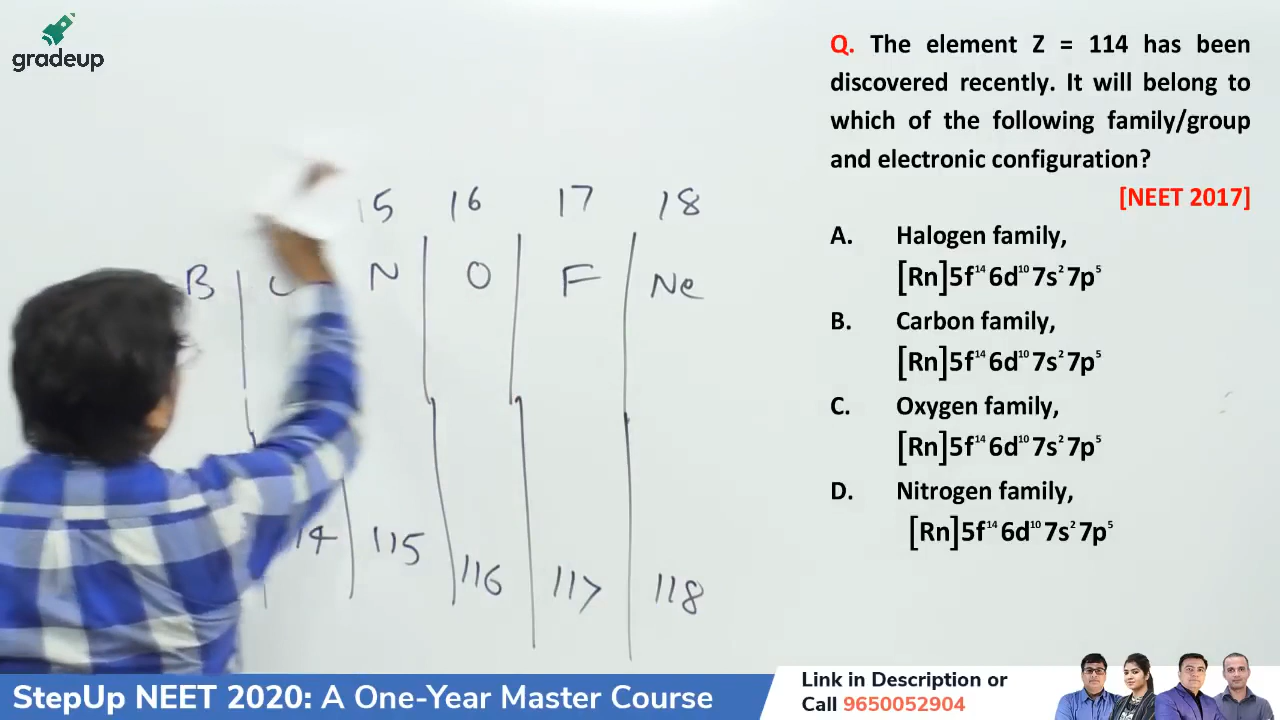 gradeup
Q. The element Z = 114 has been
discovered recently. It will belong to
which of the following family/group
and electronic configuration?
[NEET 2017]
A. Halogen family,
[Rn]5f¹⁴6d¹⁰7s²7p⁵
B. Carbon family,
[Rn]5f¹⁴6d¹⁰7s²7p⁵
C. Oxygen family,
[Rn]5f¹⁴6d¹⁰7s²7p⁵
D. Nitrogen family,
[Rn]5f¹⁴6d¹⁰7s²7p⁵
15 16 17 18
B N O F Ne
115 116 117 118
StepUp NEET 2020: A One-Year Master Course
Link in Description or
Call 9650052904